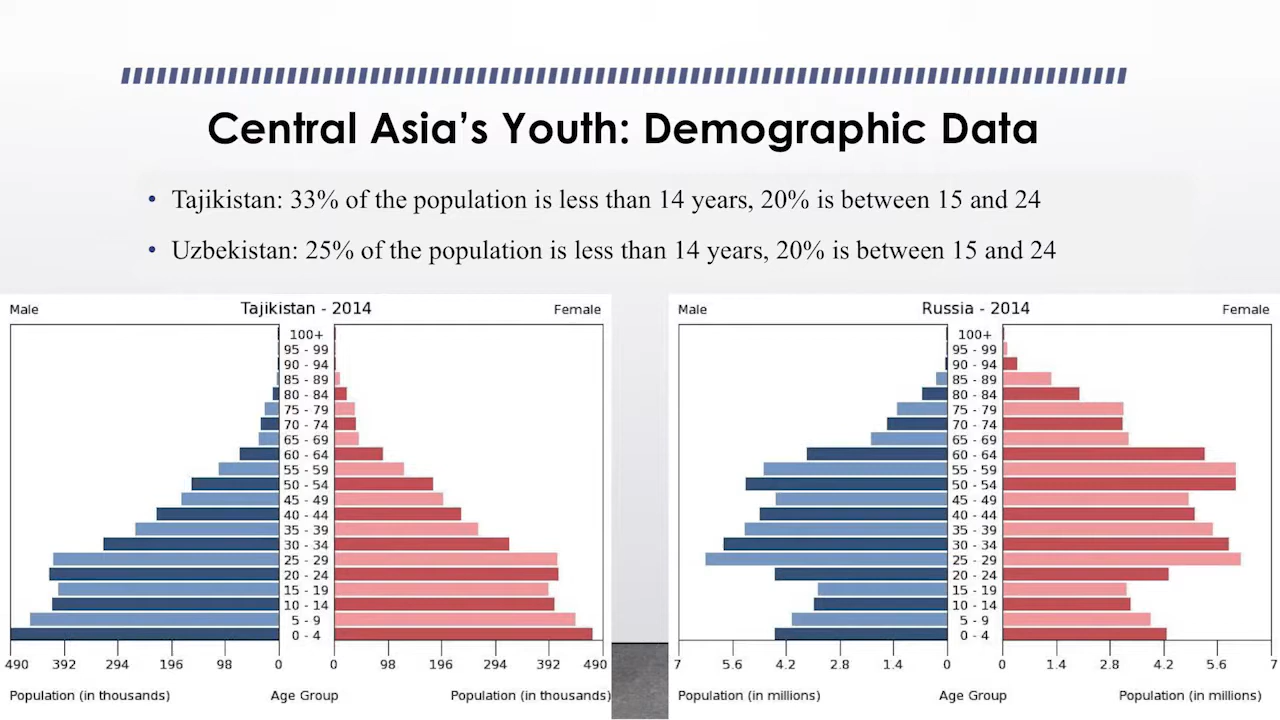 Central Asia's Youth: Demographic Data
• Tajikistan: 33% of the population is less than 14 years, 20% is between 15 and 24
• Uzbekistan: 25% of the population is less than 14 years, 20% is between 15 and 24
Male Tajikistan - 2014 Female
100+
95 - 99
90 - 94
85 - 89
80 - 84
75 - 79
70 - 74
65 - 69
60 - 64
55 - 59
50 - 54
45 - 49
40 - 44
35 - 39
30 - 34
25 - 29
20 - 24
15 - 19
10 - 14
5 - 9
0 - 4
490 392 294 196 98 0 0 98 196 294 392 490
Population (in thousands) Age Group Population (in thousands)
Male Russia - 2014 Female
100+
95 - 99
90 - 94
85 - 89
80 - 84
75 - 79
70 - 74
65 - 69
60 - 64
55 - 59
50 - 54
45 - 49
40 - 44
35 - 39
30 - 34
25 - 29
20 - 24
15 - 19
10 - 14
5 - 9
0 - 4
7 5.6 4.2 2.8 1.4 0 0 1.4 2.8 4.2 5.6 7
Population (in millions) Age Group Population (in millions)